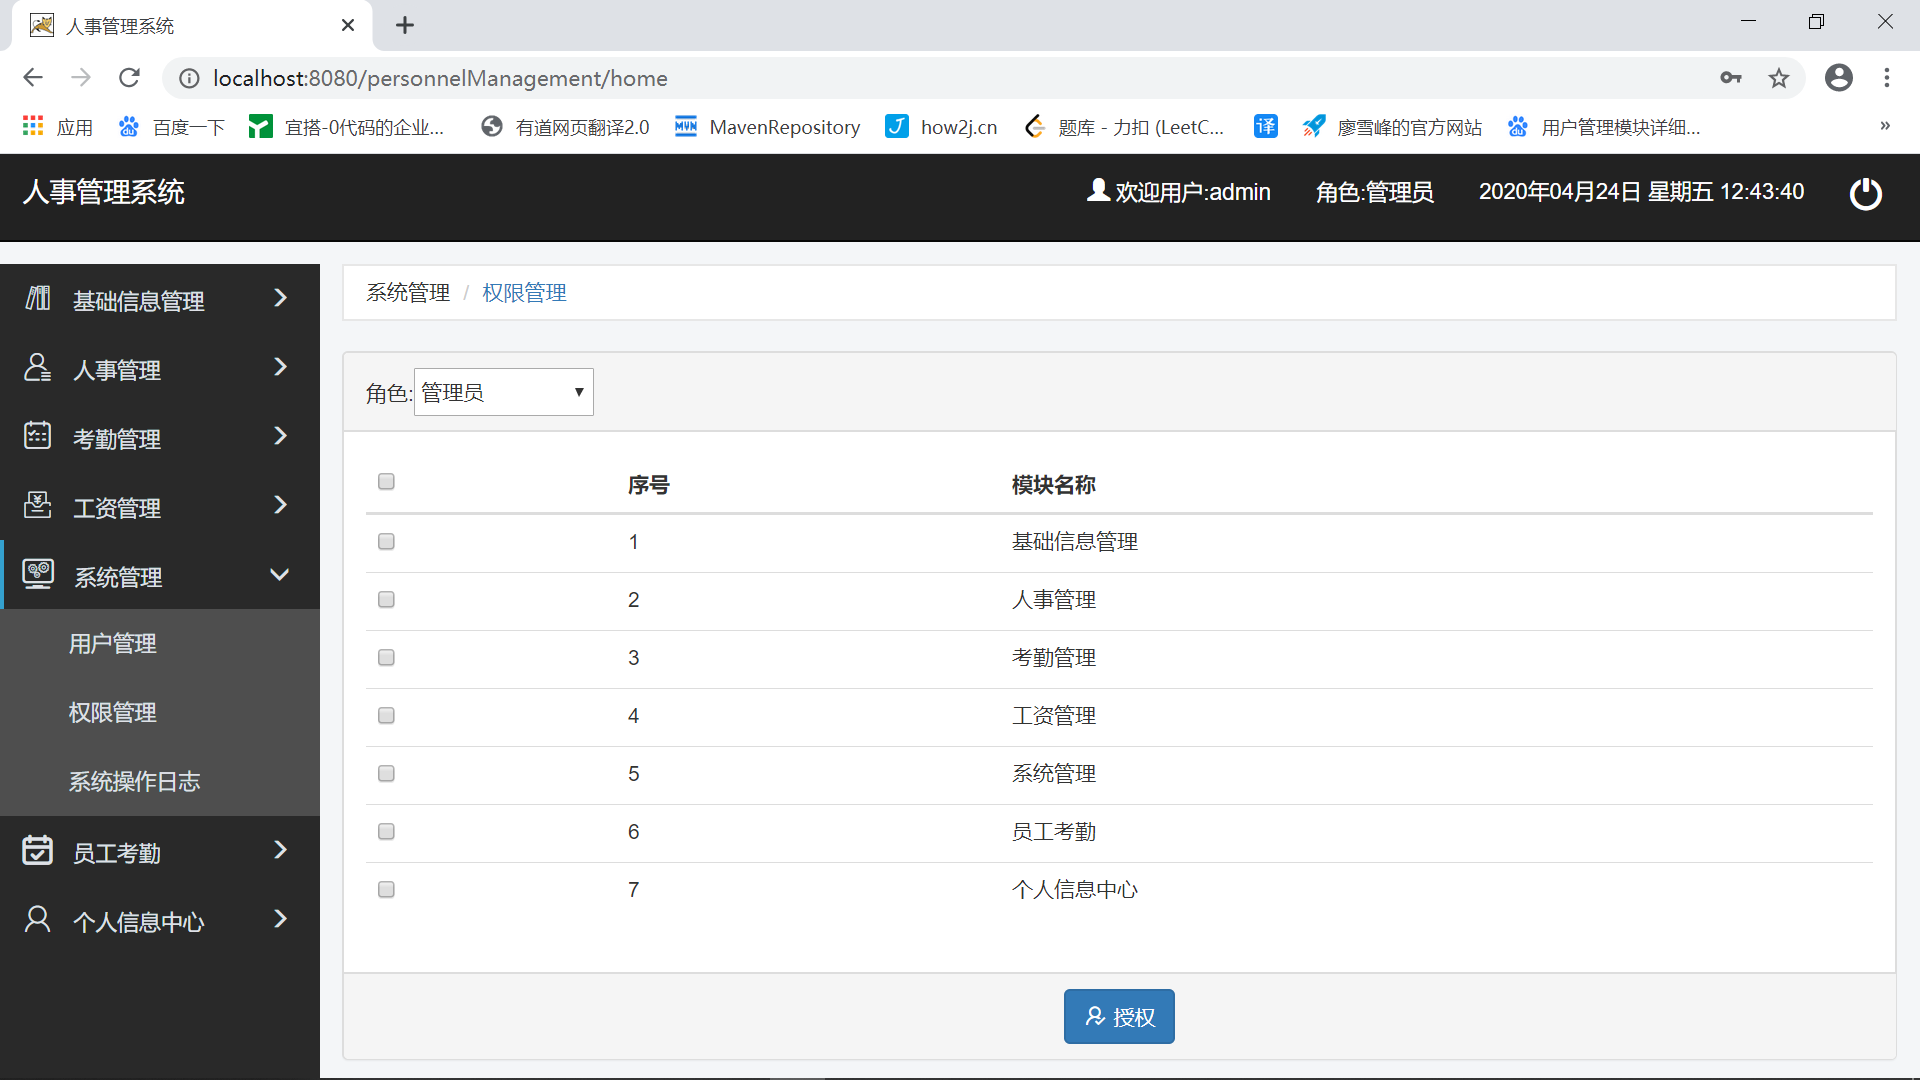 人事管理系统
localhost:8080/personnelManagement/home
应用 百度一下 宜搭-0代码的企业... 有道网页翻译2.0 MavenRepository how2j.cn 题库 - 力扣 (LeetC... 译 廖雪峰的官方网站 用户管理模块详细... »
人事管理系统 欢迎用户:admin 角色:管理员 2020年04月24日 星期五 12:43:40
基础信息管理
人事管理
考勤管理
工资管理
系统管理
用户管理
权限管理
系统操作日志
员工考勤
个人信息中心
系统管理 / 权限管理
角色:管理员
序号 模块名称
1 基础信息管理
2 人事管理
3 考勤管理
4 工资管理
5 系统管理
6 员工考勤
7 个人信息中心
授权